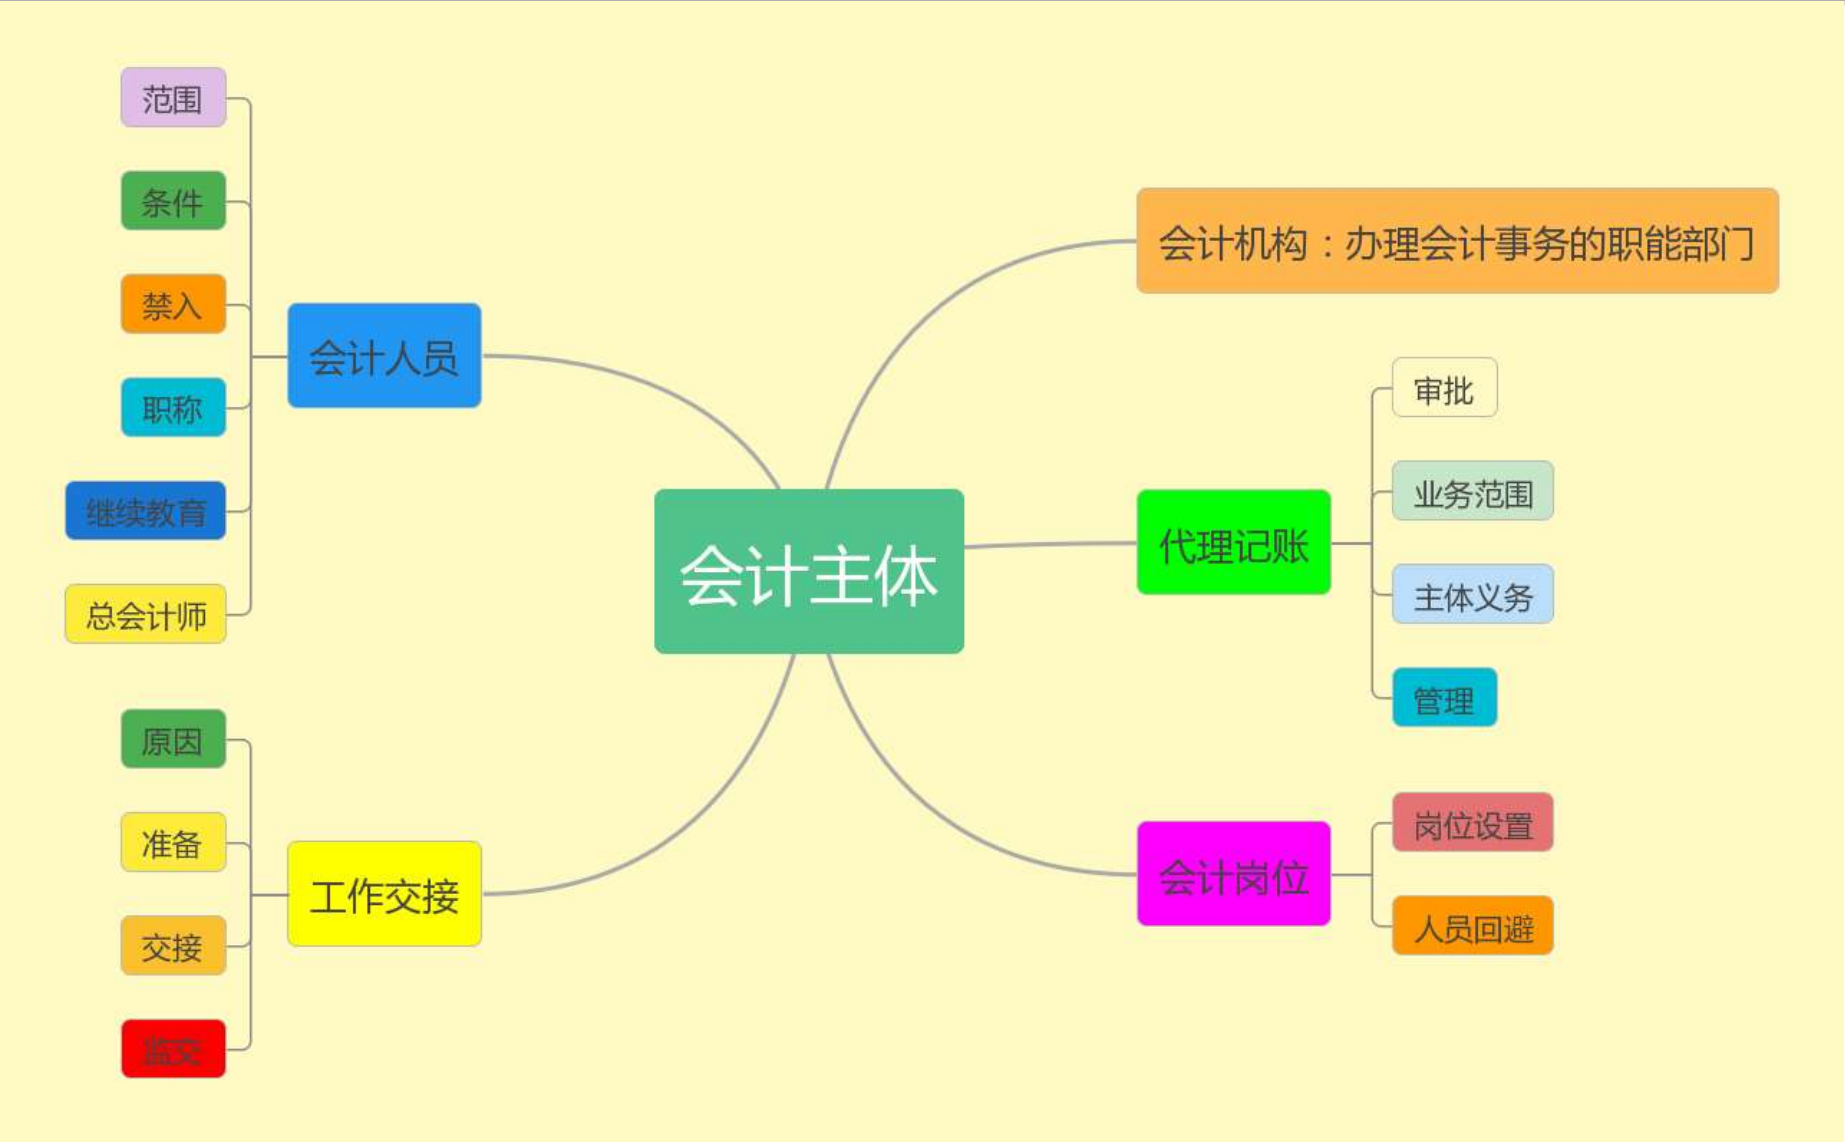 会计主体
会计机构：办理会计事务的职能部门
代理记账
审批
业务范围
主体义务
管理
会计岗位
岗位设置
人员回避
会计人员
范围
条件
禁入
职称
继续教育
总会计师
工作交接
原因
准备
交接
监交